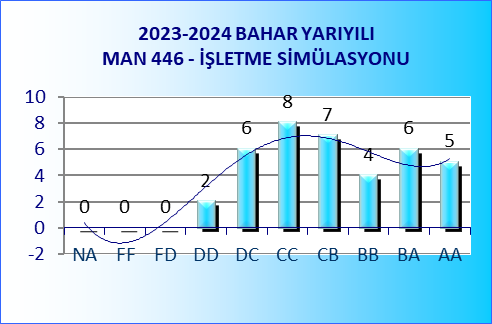 2023-2024 BAHAR YARIYILI
MAN 446 - İŞLETME SİMÜLASYONU
10
8
6
4
2
0
-2
0 0 0 2 6 8 7 4 6 5
NA FF FD DD DC CC CB BB BA AA